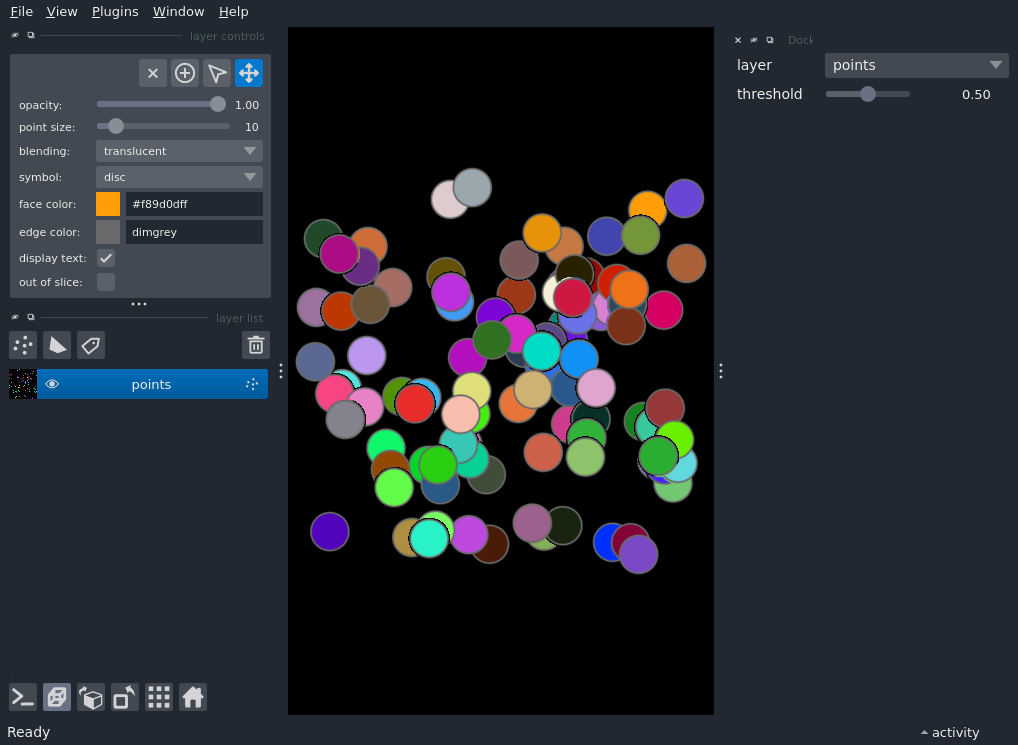 File View Plugins Window Help
layer controls
opacity: 1.00
point size: 10
blending: translucent
symbol: disc
face color: #f89d0dff
edge color: dimgrey
display text:
out of slice:
layer list
points
Dock
layer points
threshold 0.50
Ready
activity